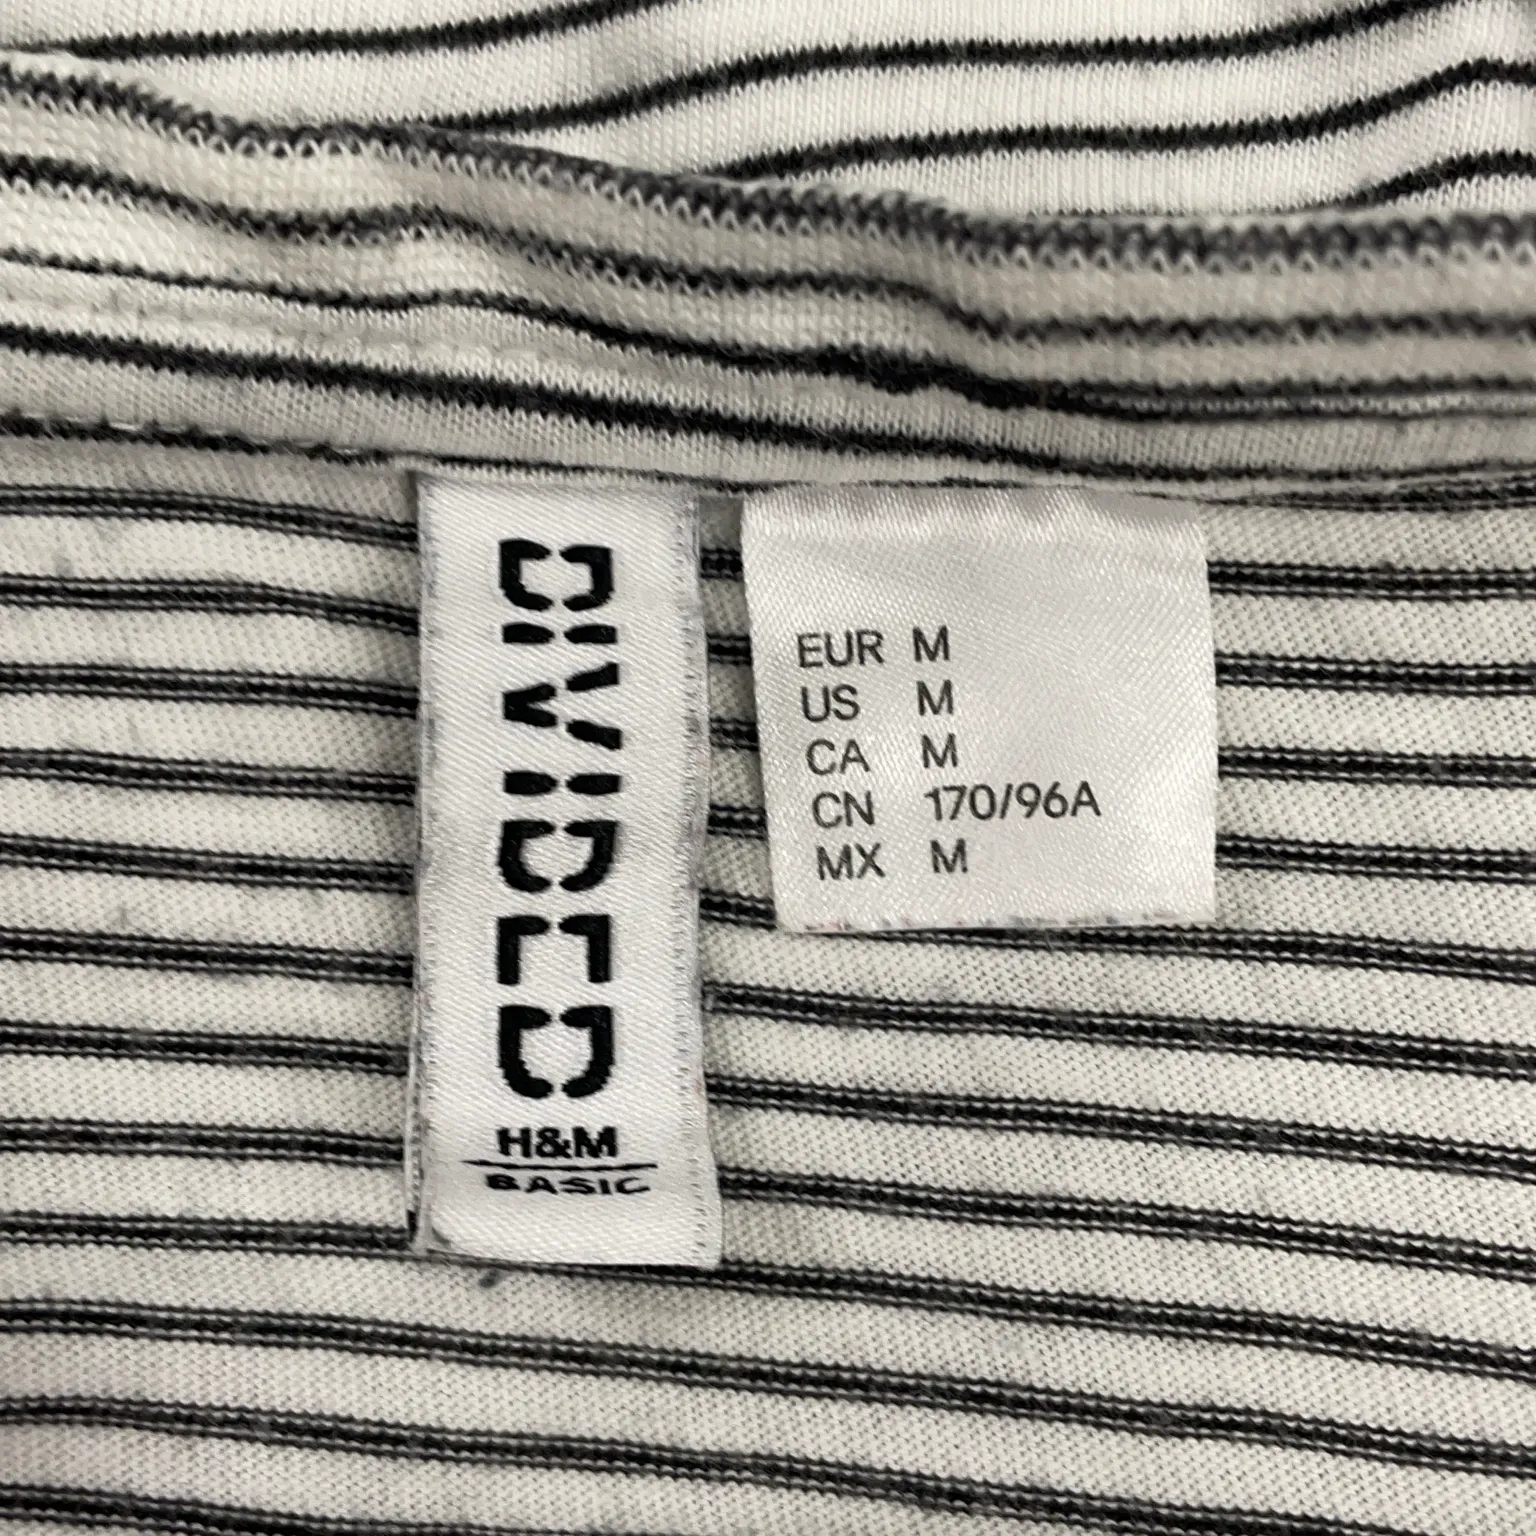 DIVIDED
H&M
BASIC
EUR M
US M
CA M
CN 170/96A
MX M